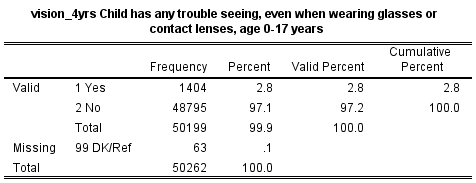 vision_4yrs Child has any trouble seeing, even when wearing glasses or
contact lenses, age 0-17 years
Frequency Percent Valid Percent Cumulative Percent
Valid 1 Yes 1404 2.8 2.8 2.8
2 No 48795 97.1 97.2 100.0
Total 50199 99.9 100.0
Missing 99 DK/Ref 63 .1
Total 50262 100.0